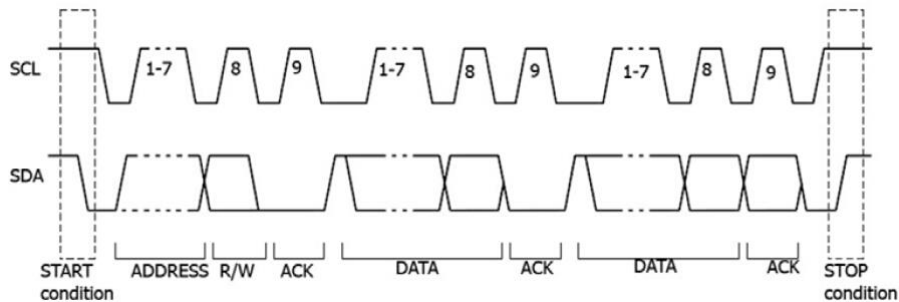 SCL 1-7 8 9 1-7 8 9 1-7 8 9
SDA
START ADDRESS R/W ACK DATA ACK DATA ACK STOP
condition condition